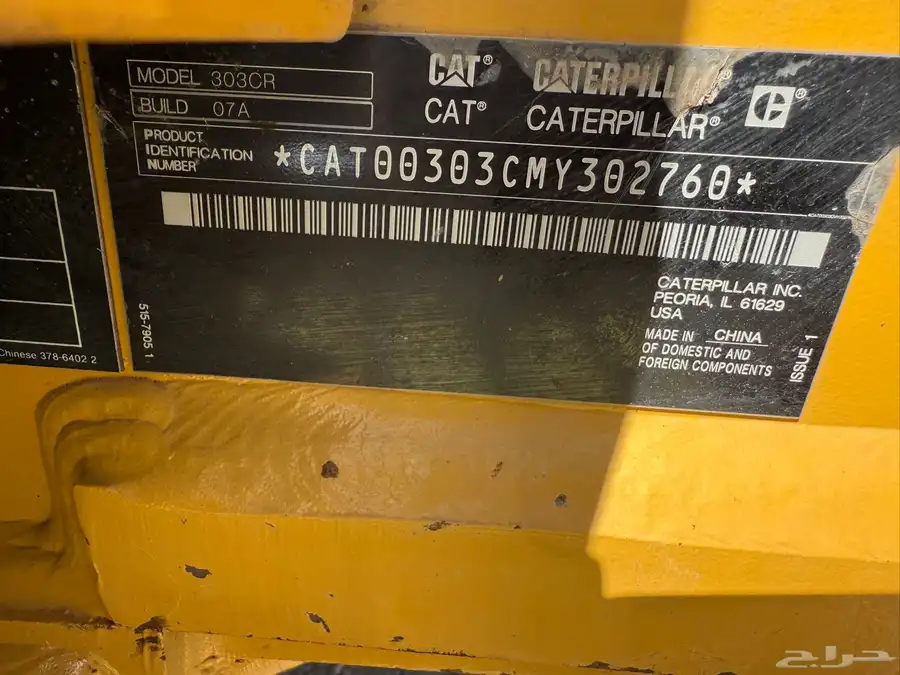 MODEL 303CR
BUILD 07A
CAT®
CATERPILLAR®
CAT®
CATERPILLAR®
C®
PRODUCT
IDENTIFICATION
NUMBER
*CAT00303CMY302760*
CATERPILLAR INC.
PEORIA, IL 61629
USA
MADE IN CHINA
OF DOMESTIC AND
FOREIGN COMPONENTS
ISSUE 1
515-7905 1
Chinese 378-6402 2
حراج